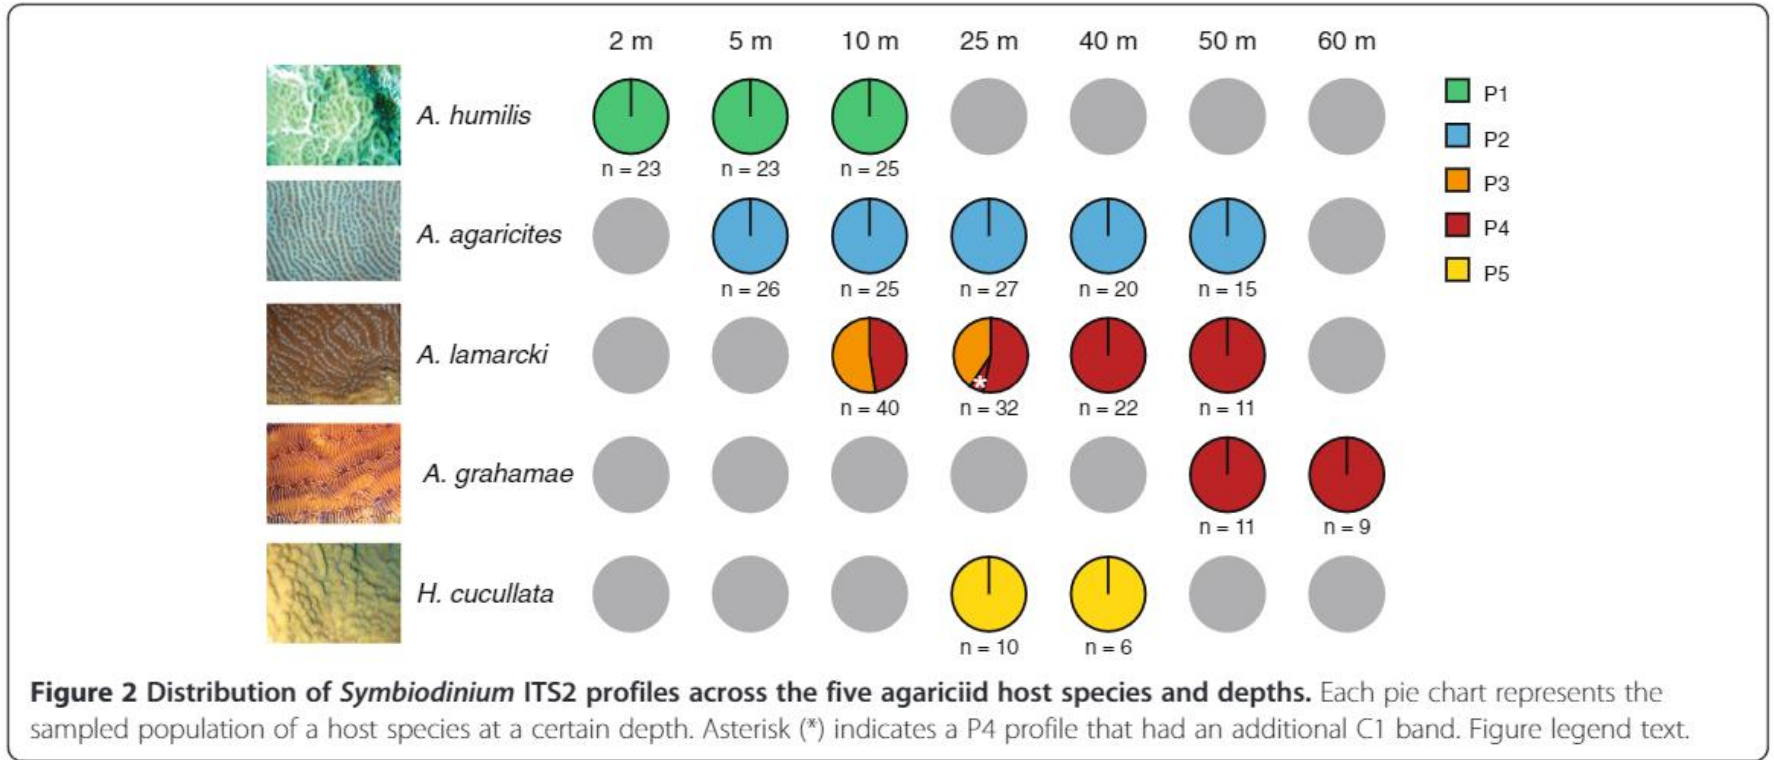 2 m 5 m 10 m 25 m 40 m 50 m 60 m
A. humilis
n = 23 n = 23 n = 25
A. agaricites
n = 26 n = 25 n = 27 n = 20 n = 15
A. lamarcki
*
n = 40 n = 32 n = 22 n = 11
A. grahamae
n = 11 n = 9
H. cucullata
n = 10 n = 6
P1
P2
P3
P4
P5
Figure 2 Distribution of Symbiodinium ITS2 profiles across the five agariciid host species and depths. Each pie chart represents the
sampled population of a host species at a certain depth. Asterisk (*) indicates a P4 profile that had an additional C1 band. Figure legend text.